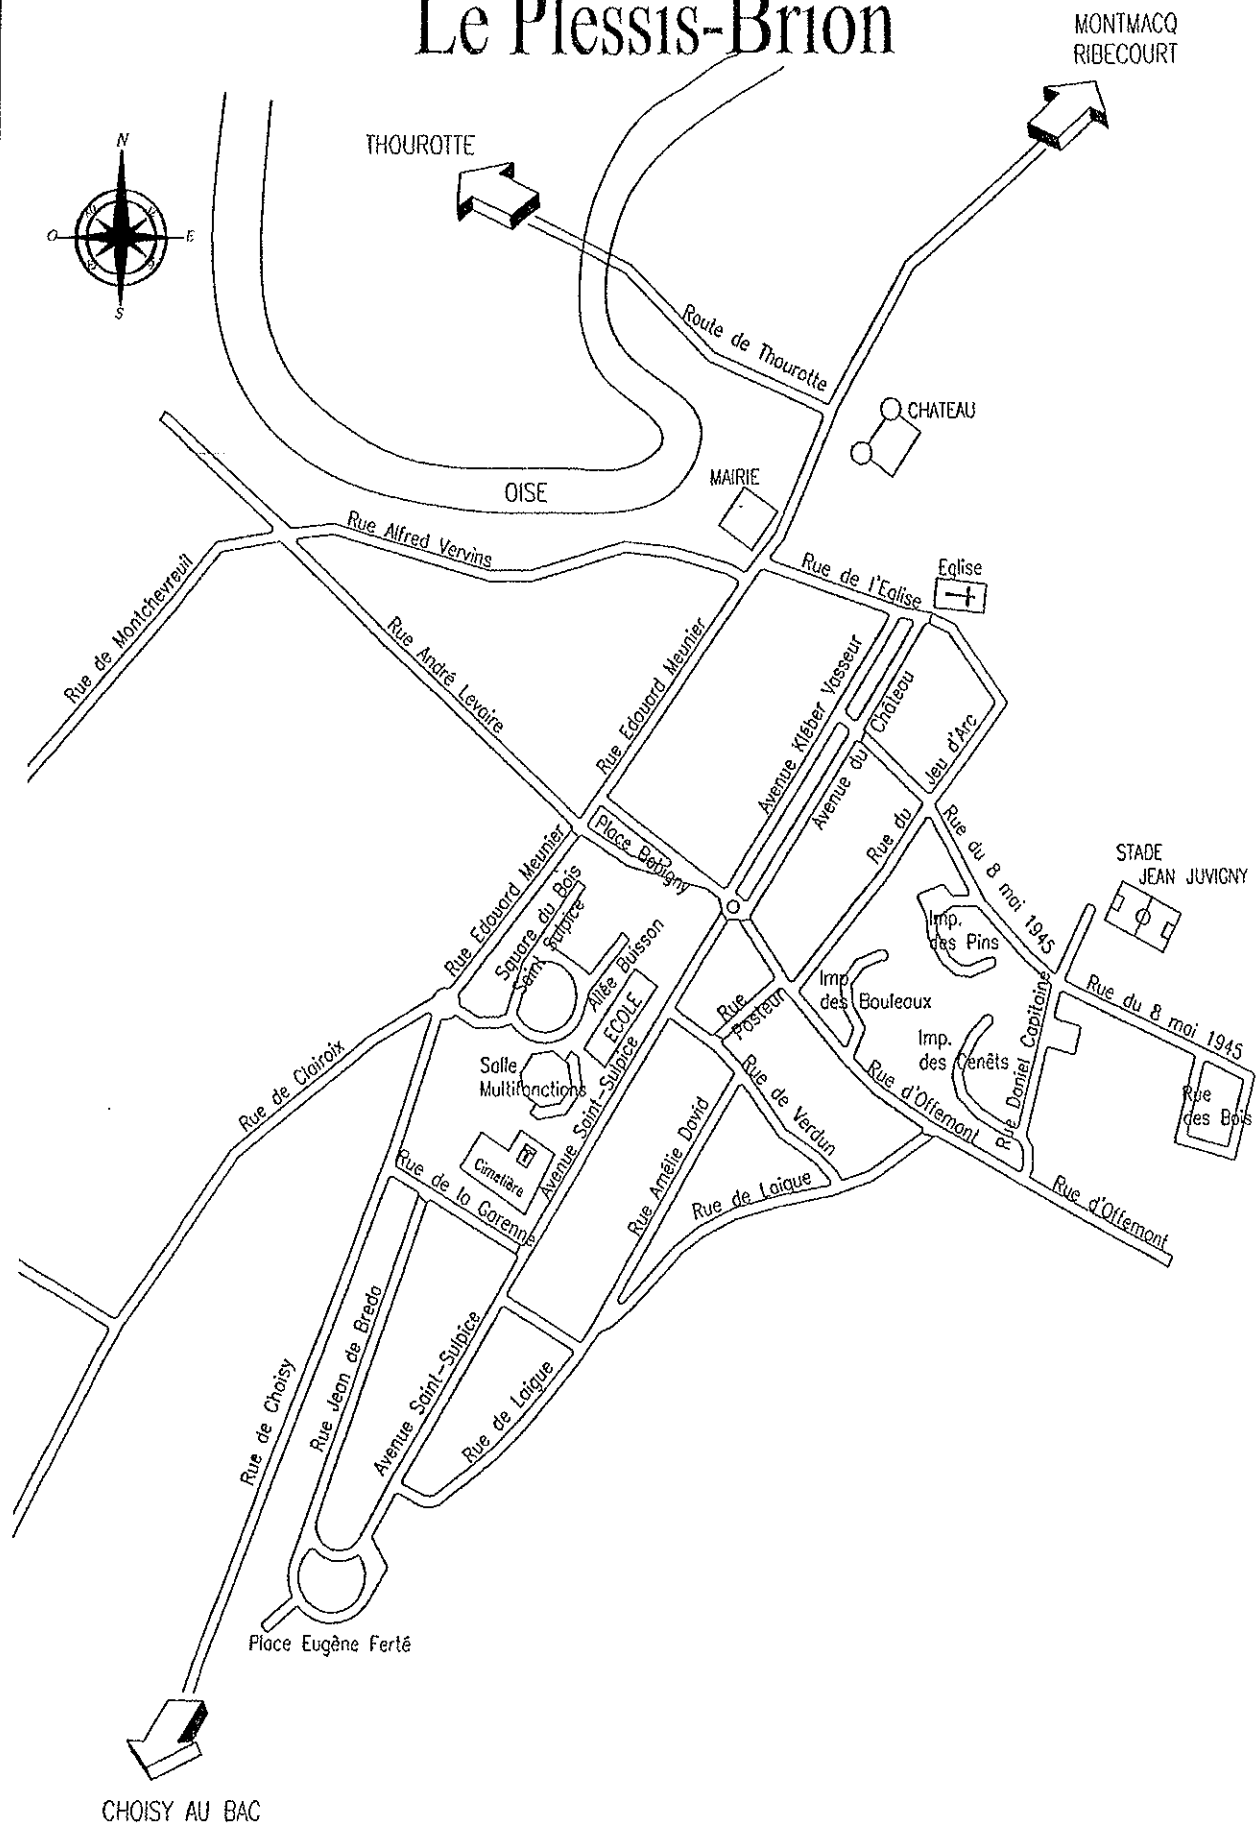 Le Plessis-Brion
MONTMACQ
RIBECOURT
THOUROTTE
N
O
E
S
Route de Thourotte
CHATEAU
MAIRIE
OISE
Rue Alfred Vervins
Rue de l'Eglise
Eglise
Rue de Montchevreuil
Rue André Levaire
Rue Edouard Meunier
Avenue Kléber Vasseur
Avenue du Château
Rue du Jeu d'Arc
Place Bobigny
Rue du 8 mai 1945
STADE
JEAN JUVIGNY
Rue Edouard Meunier
Square du Bois
Saint Sulpice
Allée Buisson
ECOLE
Imp.
des Pins
Imp.
des Bouleaux
Rue Pasteur
Rue du 8 mai 1945
Rue Daniel Capitaine
Imp.
des Genêts
Rue
des Bois
Rue de Clairoix
Salle
Multifonctions
Avenue Saint-Sulpice
Rue de Verdun
Rue d'Offemont
Rue Amélie David
Cimetière
Rue de la Garenne
Rue de Laigue
Rue d'Offemont
Rue de Choisy
Rue Jean de Breda
Avenue Saint-Sulpice
Rue de Laigue
Place Eugêne Ferté
CHOISY AU BAC